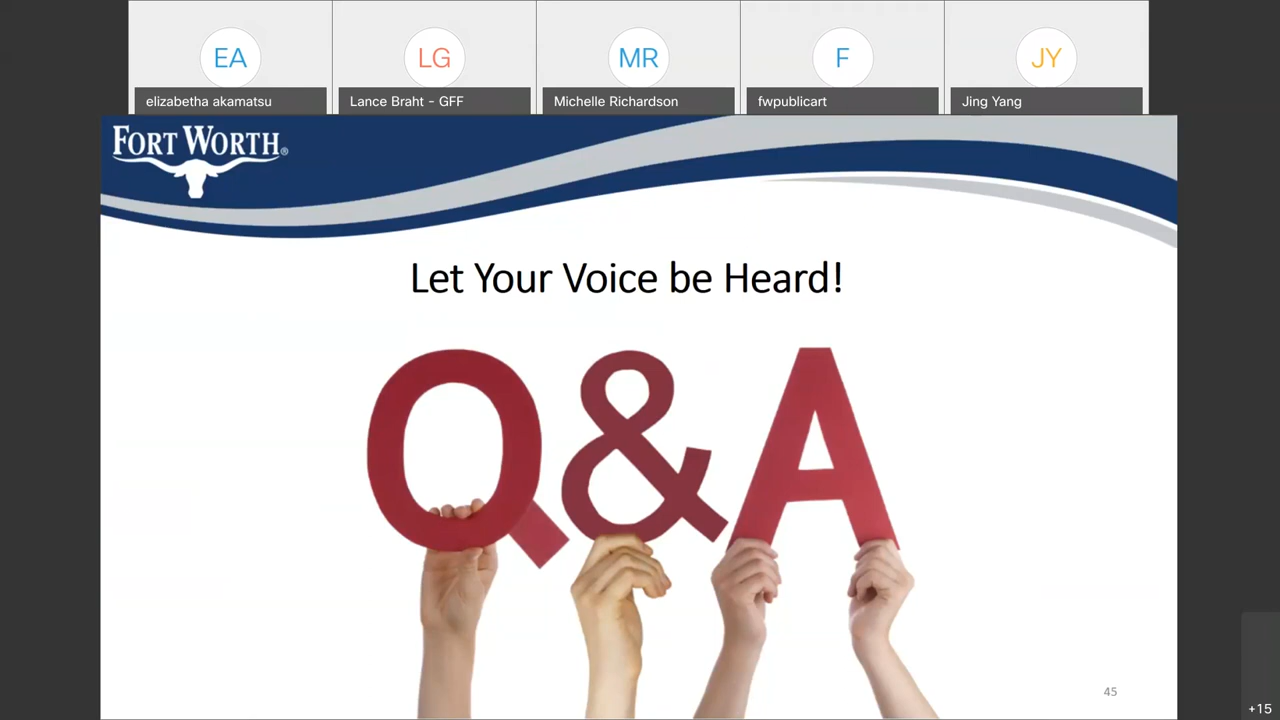 EA
LG
MR
F
JY
elizabetha akamatsu
Lance Braht - GFF
Michelle Richardson
fwpublicart
Jing Yang
FORT WORTH®
Let Your Voice be Heard!
Q&A
45
+15